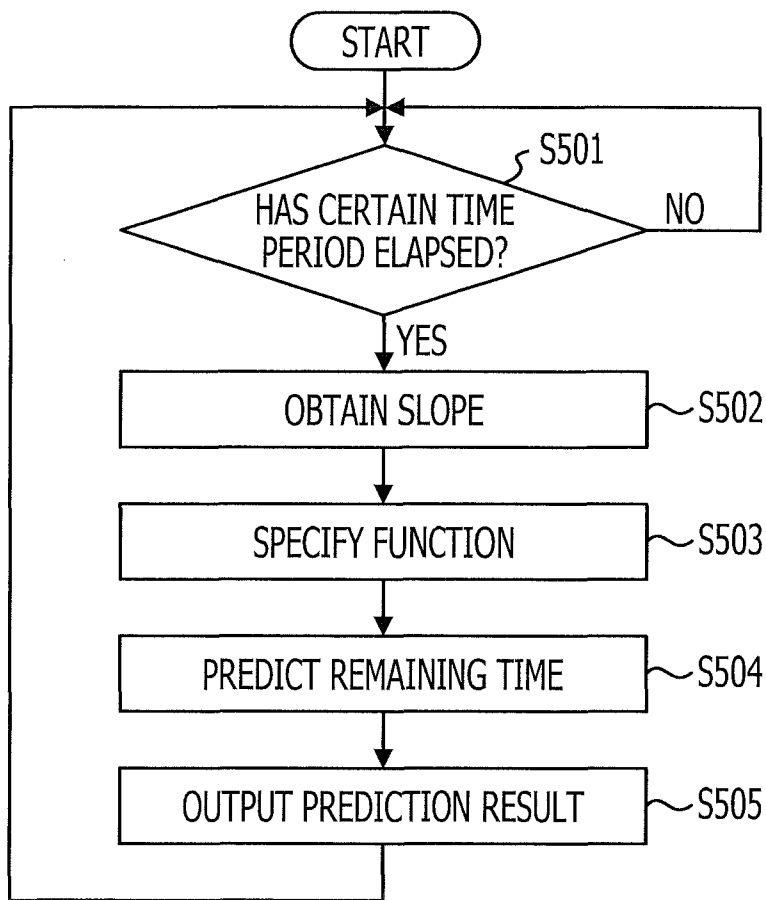 START
S501
HAS CERTAIN TIME
PERIOD ELAPSED?
NO
YES
OBTAIN SLOPE
S502
SPECIFY FUNCTION
S503
PREDICT REMAINING TIME
S504
OUTPUT PREDICTION RESULT
S505